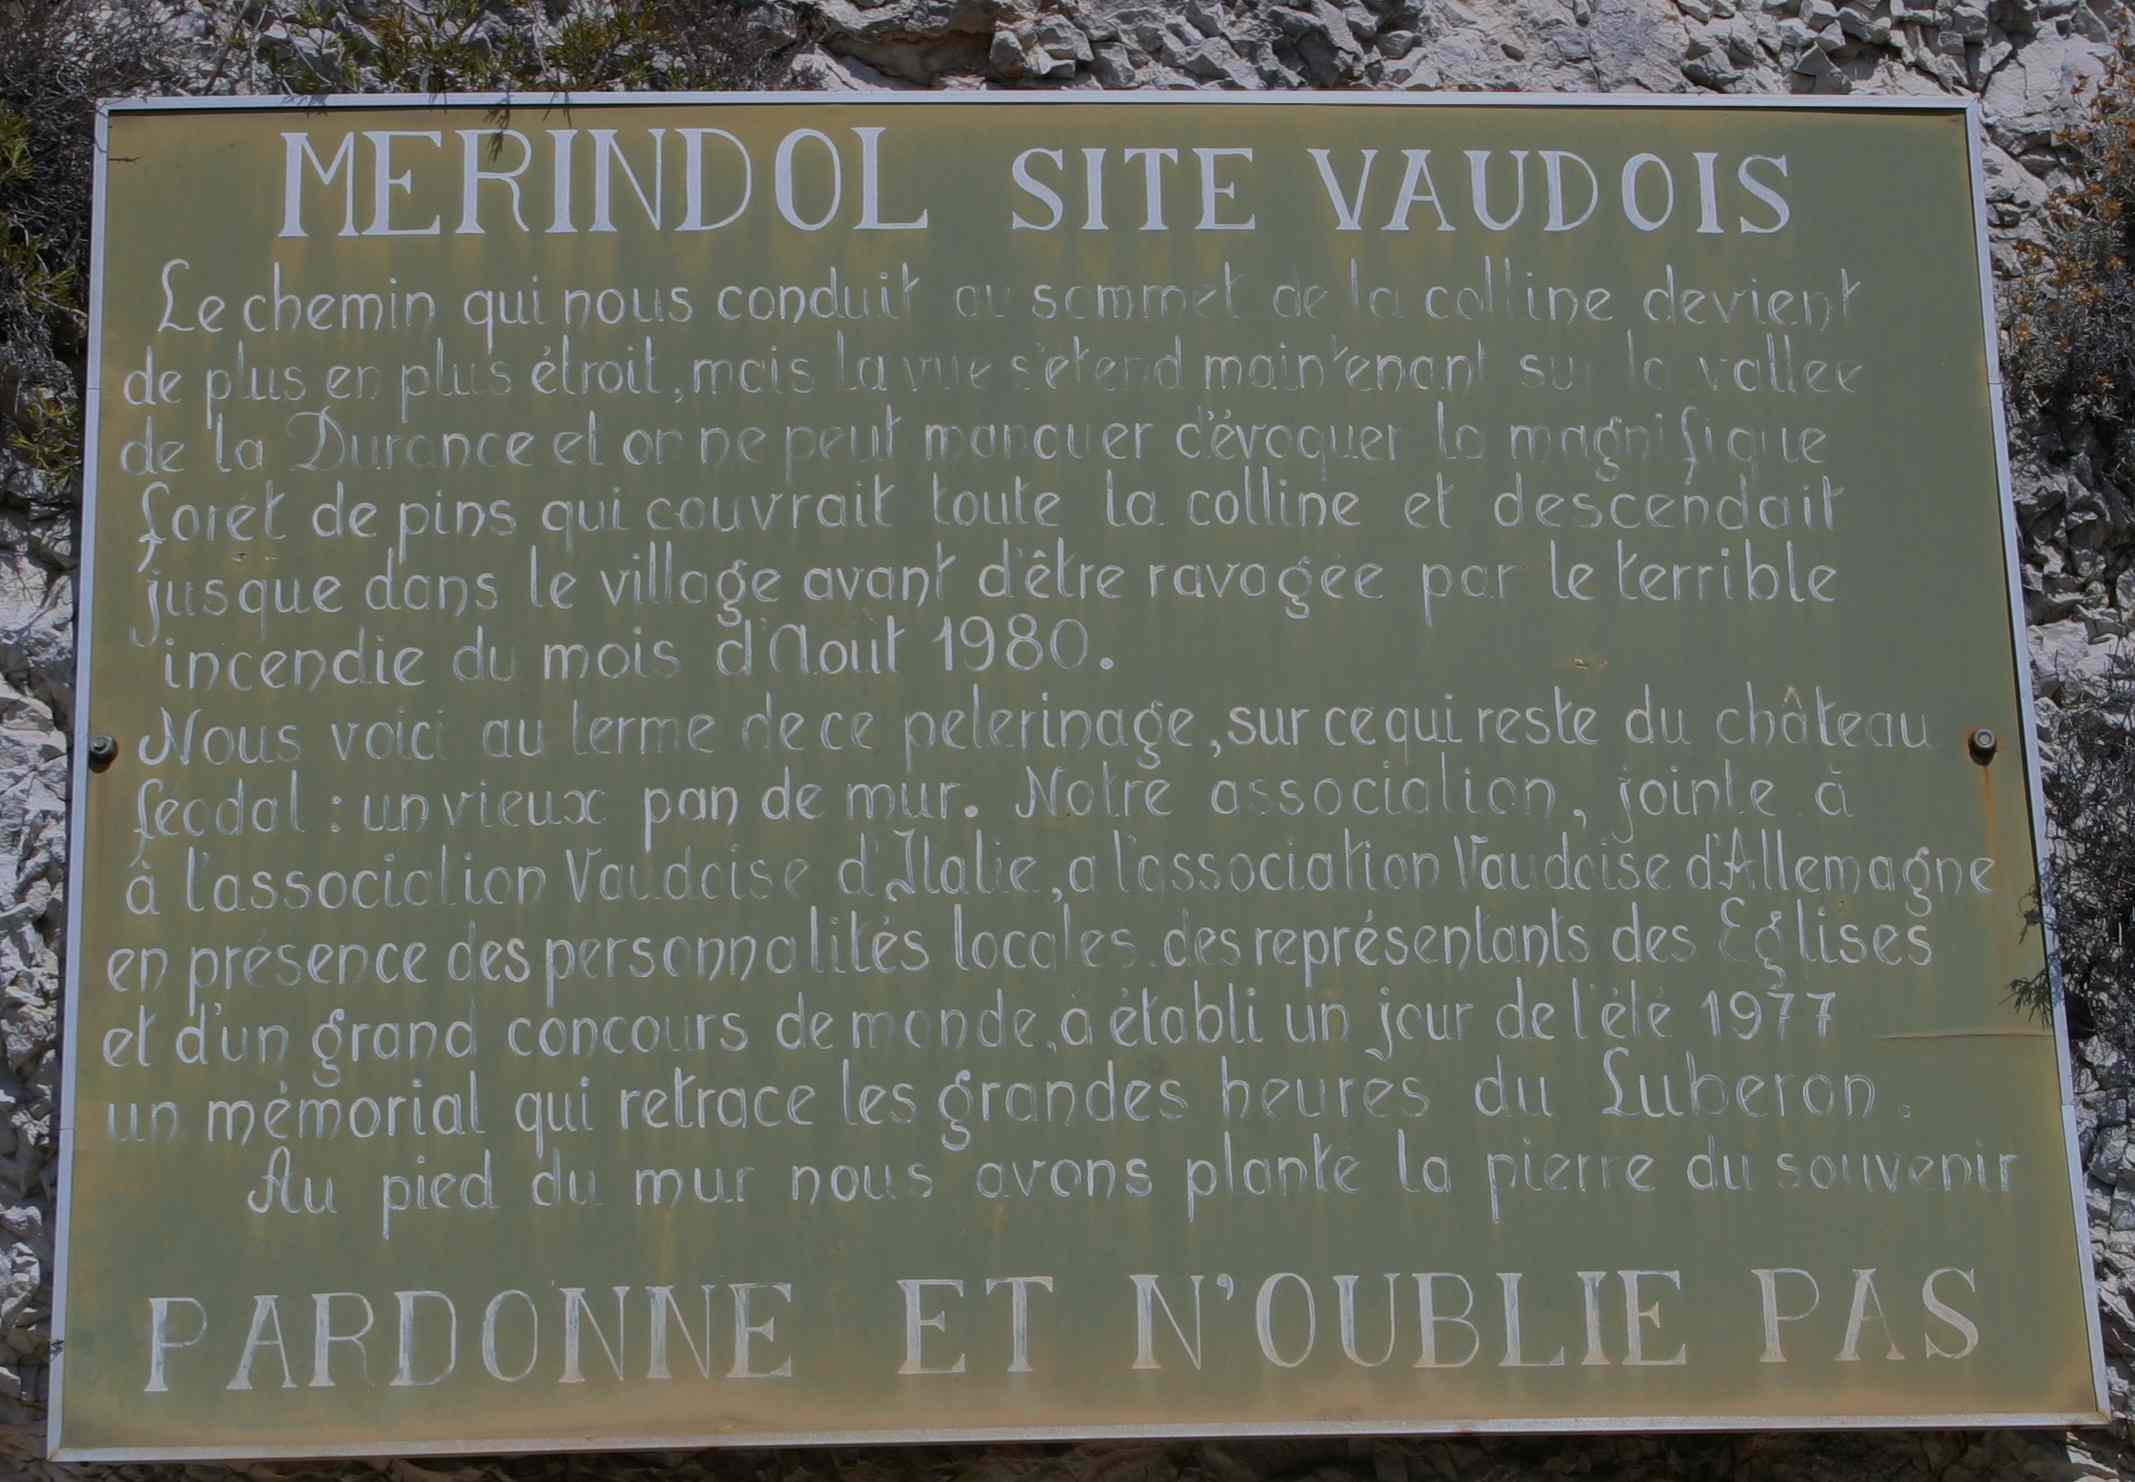 MERINDOL SITE VAUDOIS
Le chemin qui nous conduit au sommet de la colline devient
de plus en plus étroit, mais la vue s'étend maintenant sur la vallée
de la Durance et on ne peut manquer d'évoquer la magnifique
forêt de pins qui couvrait toute la colline et descendait
jusque dans le village avant d'être ravagée par le terrible
incendie du mois d'Août 1980.
Nous voici au terme de ce pelerinage, sur ce qui reste du château
féodal : un vieux pan de mur. Notre association, jointe à
à l'association Vaudoise d'Italie, a l'association Vaudoise d'Allemagne
en présence des personnalités locales, des représentants des Eglises
et d'un grand concours de monde, à établi un jour de l'été 1977
un mémorial qui retrace les grandes heures du Luberon.
Au pied du mur nous avons planté la pierre du souvenir
PARDONNE ET N'OUBLIE PAS